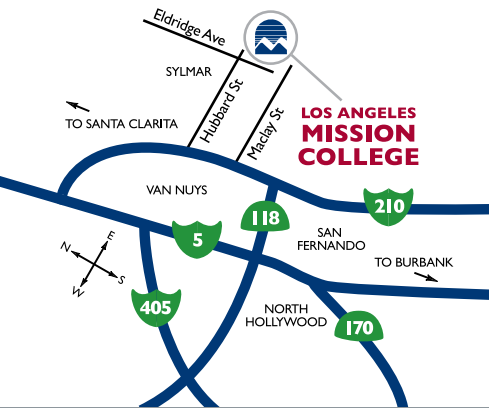 Eldridge Ave
SYLMAR
Hubbard St
Maclay St
LOS ANGELES
MISSION
COLLEGE
TO SANTA CLARITA
VAN NUYS
118
210
5
SAN
FERNANDO
TO BURBANK
E
N
S
W
405
NORTH
HOLLYWOOD
170